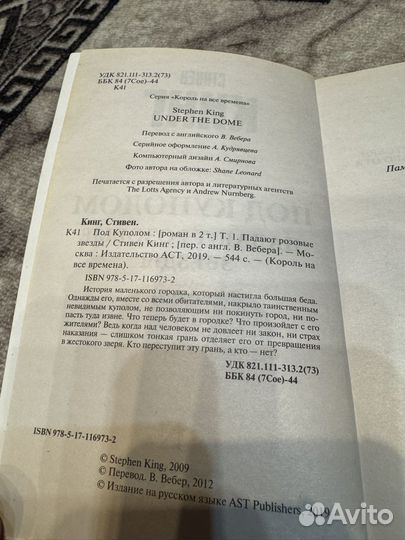 УДК 821.111-313.2(73)
ББК 84 (7Сое)-44
К41
Серия «Король на все времена»
Stephen King
UNDER THE DOME
Перевод с английского В. Вебера
Серийное оформление А. Кудрявцева
Компьютерный дизайн А. Смирнова
Фото автора на обложке: Shane Leonard
Печатается с разрешения автора и литературных агентств
The Lotts Agency и Andrew Nurnberg.
Кинг, Стивен.
К41 Под Куполом : [роман в 2 т.] Т. 1. Падают розовые
звезды / Стивен Кинг ; [пер. с англ. В. Вебера]. — Мо-
сква : Издательство АСТ, 2019. — 544 с. — (Король на
все времена).
ISBN 978-5-17-116973-2
История маленького городка, который настигла большая беда.
Однажды его, вместе со всеми обитателями, накрыло таинственным
невидимым куполом, не позволяющим ни покинуть город, ни по-
пасть туда извне. Что теперь будет в городке? Что произойдет с его
жителями? Ведь когда над человеком не довлеет ни закон, ни страх
наказания — слишком тонкая грань отделяет его от превращения
в жестокого зверя. Кто переступит эту грань, а кто — нет?
УДК 821.111-313.2(73)
ББК 84 (7Сое)-44
ISBN 978-5-17-116973-2
© Stephen King, 2009
© Перевод. В. Вебер, 2012
© Издание на русском языке AST Publishers, 2019
Пам
Avito